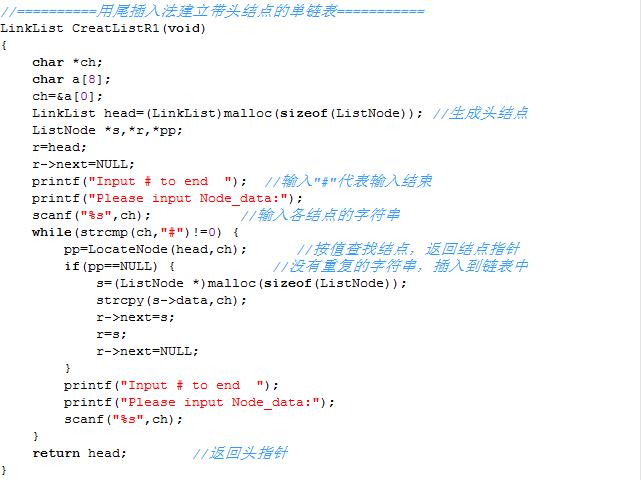 //==========用尾插入法建立带头结点的单链表===========
LinkList CreatListR1(void)
{
    char *ch;
    char a[8];
    ch=&a[0];
    LinkList head=(LinkList)malloc(sizeof(ListNode)); //生成头结点
    ListNode *s,*r,*pp;
    r=head;
    r->next=NULL;
    printf("Input # to end  ");  //输入"#"代表输入结束
    printf("Please input Node_data:");
    scanf("%s",ch);           //输入各结点的字符串
    while(strcmp(ch,"#")!=0) {
        pp=LocateNode(head,ch);      //按值查找结点，返回结点指针
        if(pp==NULL) {            //没有重复的字符串，插入到链表中
            s=(ListNode *)malloc(sizeof(ListNode));
            strcpy(s->data,ch);
            r->next=s;
            r=s;
            r->next=NULL;
        }
        printf("Input # to end  ");
        printf("Please input Node_data:");
        scanf("%s",ch);
    }
    return head;        //返回头指针
}